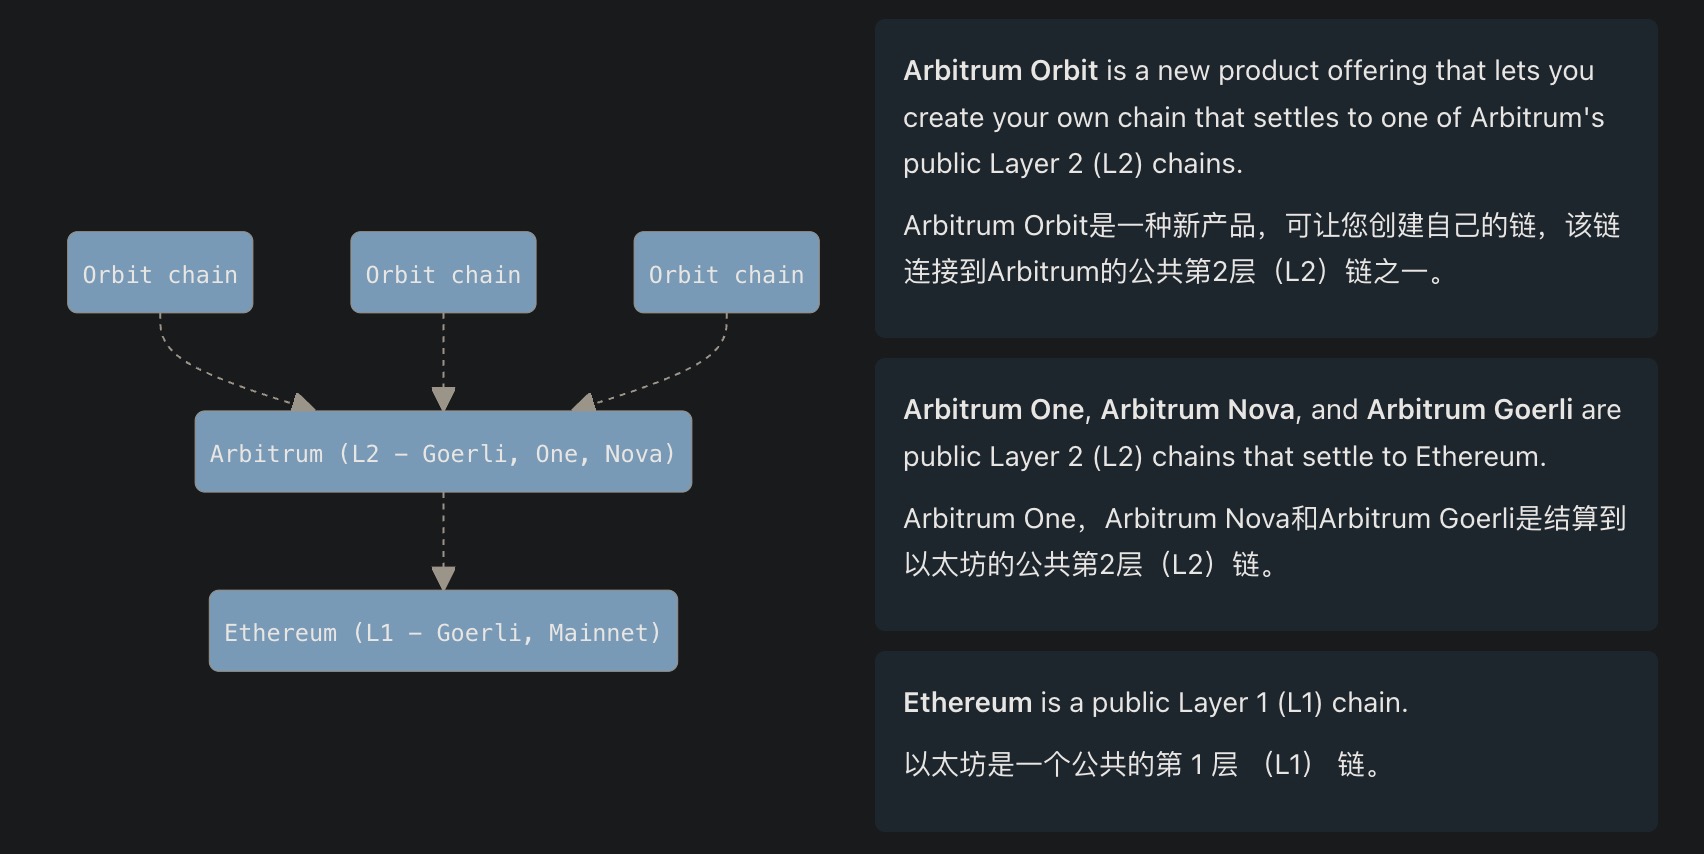 Orbit chain
Orbit chain
Orbit chain
Arbitrum (L2 – Goerli, One, Nova)
Ethereum (L1 – Goerli, Mainnet)
Arbitrum Orbit is a new product offering that lets you
create your own chain that settles to one of Arbitrum's
public Layer 2 (L2) chains.
Arbitrum Orbit是一种新产品，可让您创建自己的链，该链
连接到Arbitrum的公共第2层（L2）链之一。
Arbitrum One, Arbitrum Nova, and Arbitrum Goerli are
public Layer 2 (L2) chains that settle to Ethereum.
Arbitrum One，Arbitrum Nova和Arbitrum Goerli是结算到
以太坊的公共第2层（L2）链。
Ethereum is a public Layer 1 (L1) chain.
以太坊是一个公共的第 1 层 （L1） 链。